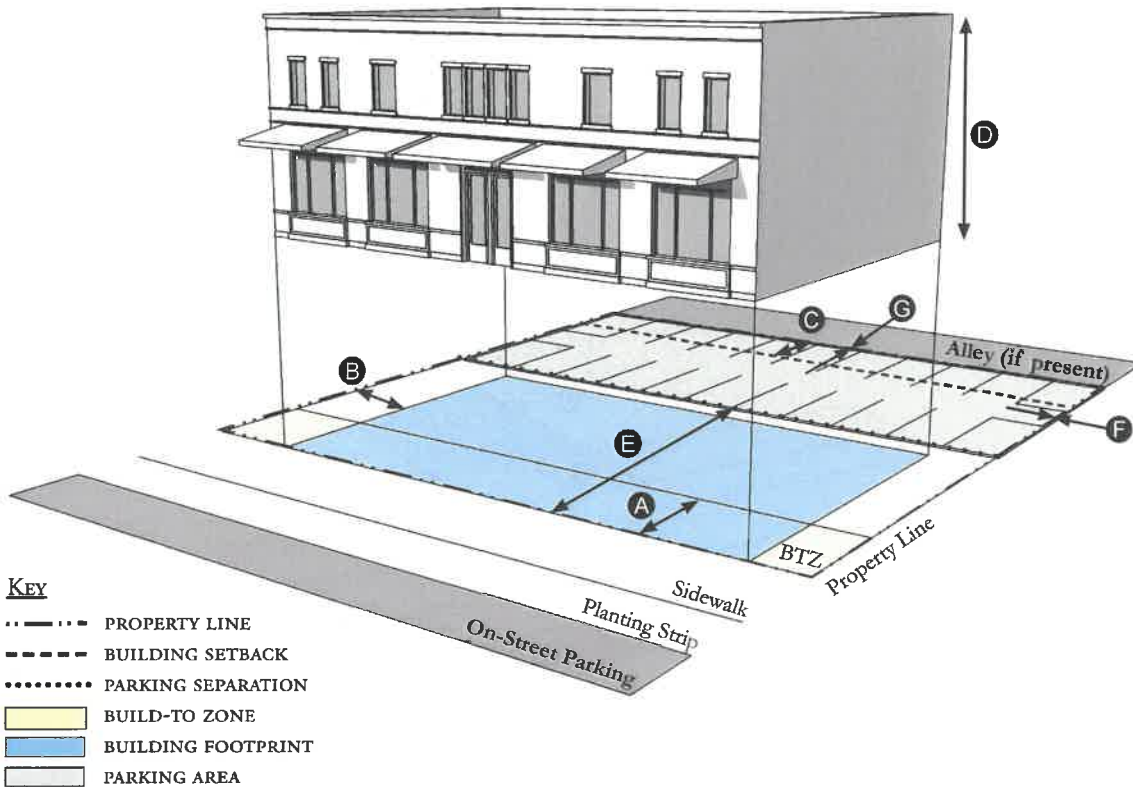 D
C
G
Alley (if present)
B
F
E
A
BTZ
Property Line
Sidewalk
Planting Strip
On-Street Parking
KEY
PROPERTY LINE
BUILDING SETBACK
PARKING SEPARATION
BUILD-TO ZONE
BUILDING FOOTPRINT
PARKING AREA